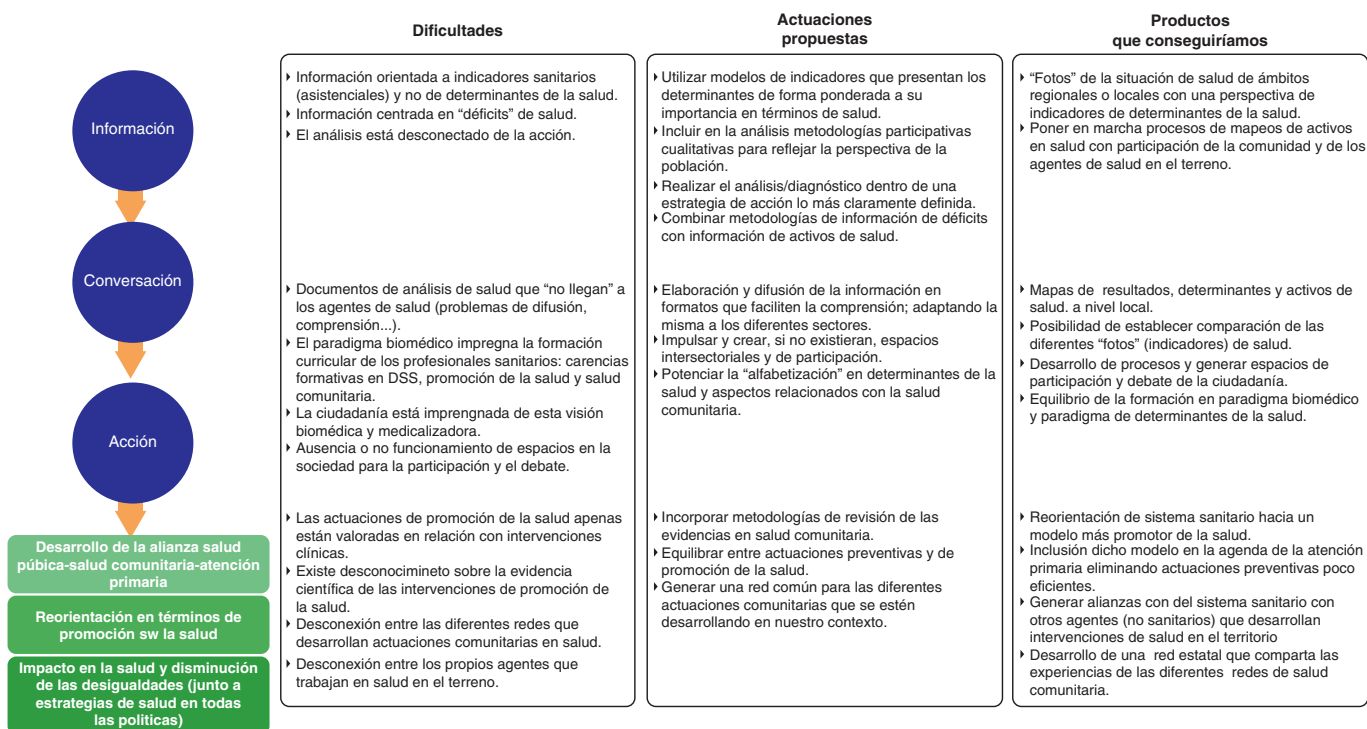 Dificultades
Actuaciones
propuestas
Productos
que conseguiríamos
Información
Conversación
Acción
Desarrollo de la alianza salud
púbica-salud comunitaria-atención
primaria
Reorientación en términos de
promoción sw la salud
Impacto en la salud y disminución
de las desigualdades (junto a
estrategias de salud en todas
las politicas)
Información orientada a indicadores sanitarios
(asistenciales) y no de determinantes de la salud.
Información centrada en “déficits” de salud.
El análisis está desconectado de la acción.
Documentos de análisis de salud que “no llegan” a
los agentes de salud (problemas de difusión,
comprensión...).
El paradigma biomédico impregna la formación
curricular de los profesionales sanitarios: carencias
formativas en DSS, promoción de la salud y salud
comunitaria.
La ciudadanía está imprengnada de esta visión
biomédica y medicalizadora.
Ausencia o no funcionamiento de espacios en la
sociedad para la participación y el debate.
Las actuaciones de promoción de la salud apenas
están valoradas en relación con intervenciones
clínicas.
Existe desconocimineto sobre la evidencia
científica de las intervenciones de promoción de
la salud.
Desconexión entre las diferentes redes que
desarrollan actuaciones comunitarias en salud.
Desconexión entre los propios agentes que
trabajan en salud en el terreno.
Utilizar modelos de indicadores que presentan los
determinantes de forma ponderada a su
importancia en términos de salud.
Incluir en la análisis metodologías participativas
cualitativas para reflejar la perspectiva de la
población.
Realizar el análisis/diagnóstico dentro de una
estrategia de acción lo más claramente definida.
Combinar metodologías de información de déficits
con información de activos de salud.
Elaboración y difusión de la información en
formatos que faciliten la comprensión; adaptando la
misma a los diferentes sectores.
Impulsar y crear, si no existieran, espacios
intersectoriales y de participación.
Potenciar la “alfabetización” en determinantes de la
salud y aspectos relacionados con la salud
comunitaria.
Incorporar metodologías de revisión de las
evidencias en salud comunitaria.
Equilibrar entre actuaciones preventivas y de
promoción de la salud.
Generar una red común para las diferentes
actuaciones comunitarias que se estén
desarrollando en nuestro contexto.
“Fotos” de la situación de salud de ámbitos
regionales o locales con una perspectiva de
indicadores de determinantes de la salud.
Poner en marcha procesos de mapeos de activos
en salud con participación de la comunidad y de los
agentes de salud en el terreno.
Mapas de resultados, determinantes y activos de
salud. a nivel local.
Posibilidad de establecer comparación de las
diferentes “fotos” (indicadores) de salud.
Desarrollo de procesos y generar espacios de
participación y debate de la ciudadanía.
Equilibrio de la formación en paradigma biomédico
y paradigma de determinantes de la salud.
Reorientación de sistema sanitario hacia un
modelo más promotor de la salud.
Inclusión dicho modelo en la agenda de la atención
primaria eliminando actuaciones preventivas poco
eficientes.
Generar alianzas con del sistema sanitario con
otros agentes (no sanitarios) que desarrollan
intervenciones de salud en el territorio
Desarrollo de una red estatal que comparta las
experiencias de las diferentes redes de salud
comunitaria.